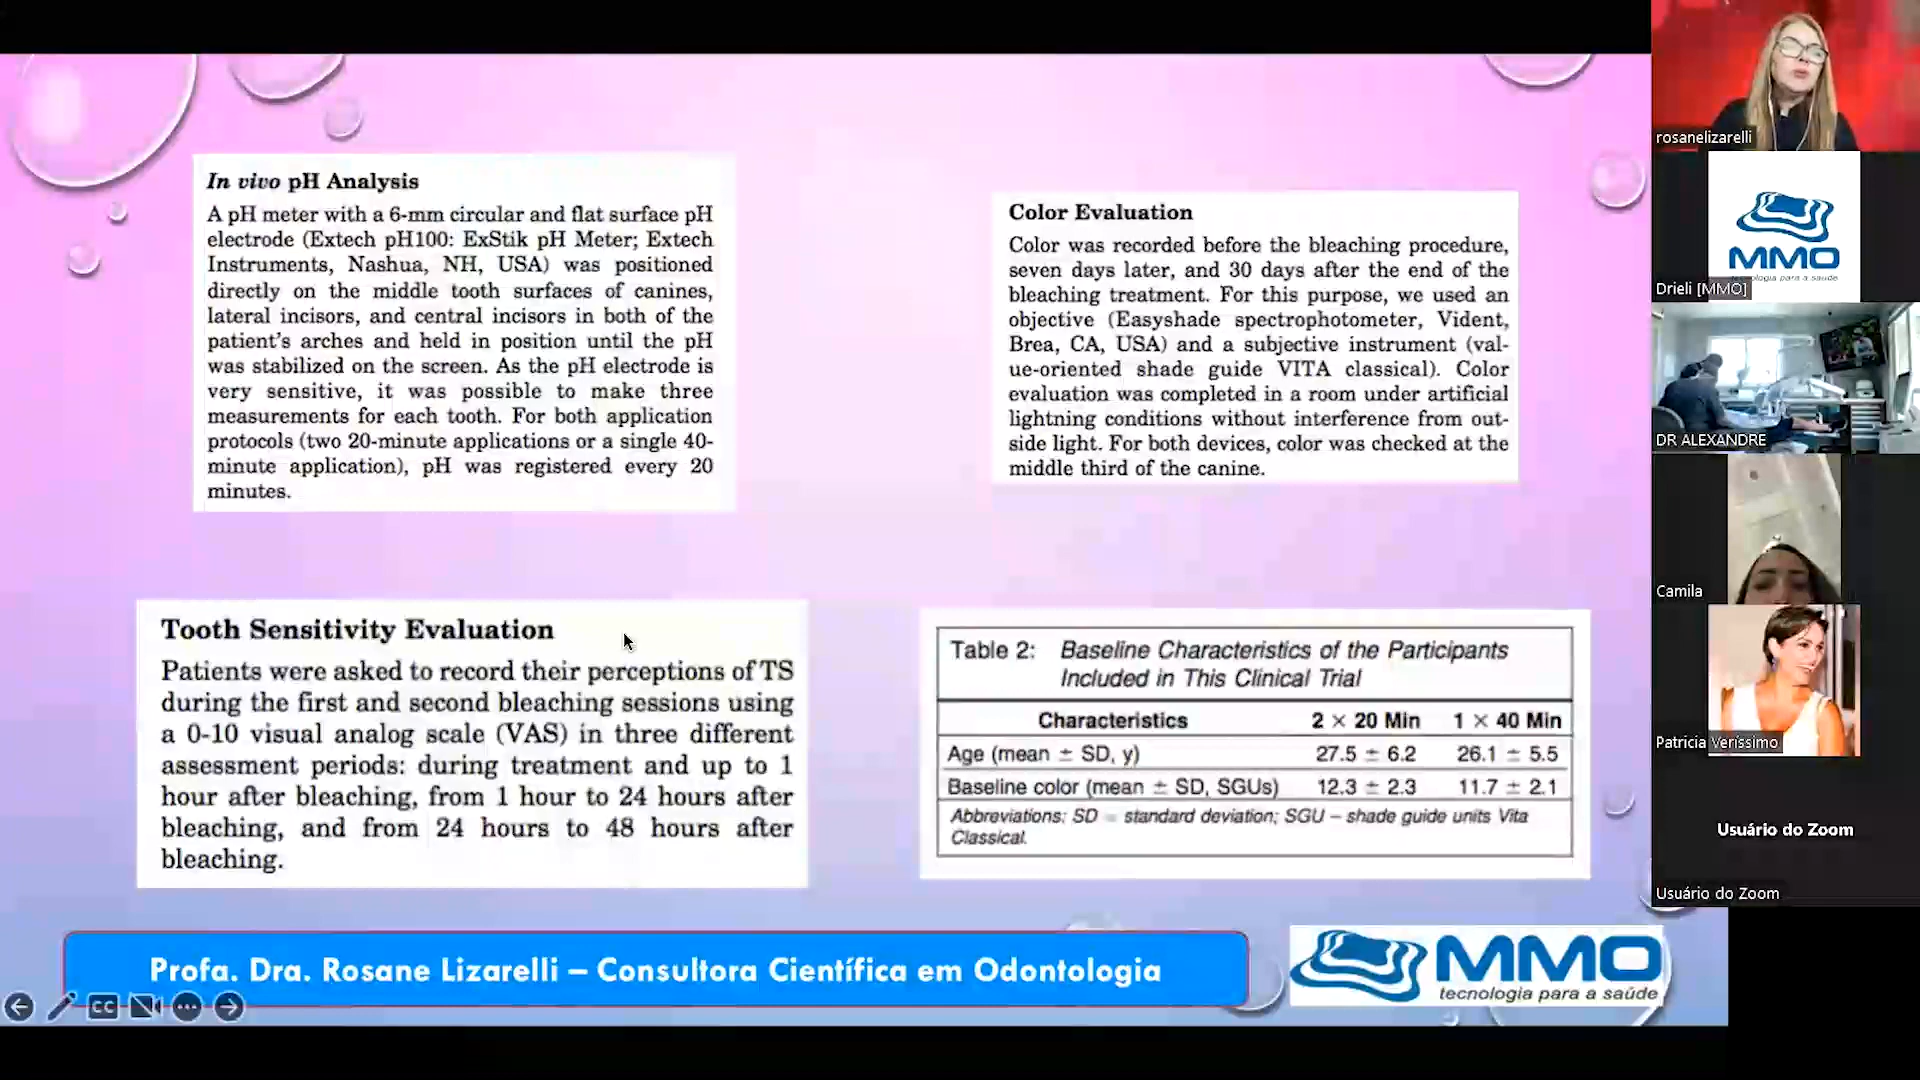 In vivo pH Analysis
A pH meter with a 6-mm circular and flat surface pH
electrode (Extech pH100: ExStik pH Meter; Extech
Instruments, Nashua, NH, USA) was positioned
directly on the middle tooth surfaces of canines,
lateral incisors, and central incisors in both of the
patient's arches and held in position until the pH
was stabilized on the screen. As the pH electrode is
very sensitive, it was possible to make three
measurements for each tooth. For both application
protocols (two 20-minute applications or a single 40-
minute application), pH was registered every 20
minutes.
Color Evaluation
Color was recorded before the bleaching procedure,
seven days later, and 30 days after the end of the
bleaching treatment. For this purpose, we used an
objective (Easyshade spectrophotometer, Vident,
Brea, CA, USA) and a subjective instrument (val-
ue-oriented shade guide VITA classical). Color
evaluation was completed in a room under artificial
lightning conditions without interference from out-
side light. For both devices, color was checked at the
middle third of the canine.
Tooth Sensitivity Evaluation
Patients were asked to record their perceptions of TS
during the first and second bleaching sessions using
a 0-10 visual analog scale (VAS) in three different
assessment periods: during treatment and up to 1
hour after bleaching, from 1 hour to 24 hours after
bleaching, and from 24 hours to 48 hours after
bleaching.
Table 2: Baseline Characteristics of the Participants
Included in This Clinical Trial
Characteristics 2 × 20 Min 1 × 40 Min
Age (mean ± SD, y) 27.5 ± 6.2 26.1 ± 5.5
Baseline color (mean ± SD, SGUs) 12.3 ± 2.3 11.7 ± 2.1
Abbreviations: SD = standard deviation; SGU – shade guide units Vita
Classical.
Profa. Dra. Rosane Lizarelli – Consultora Científica em Odontologia
MMO
tecnologia para a saúde
CC
rosanelizarelli
MMO
tecnologia para a saúde
Drieli [MMO]
DR ALEXANDRE
Camila
Patricia Veríssimo
Usuário do Zoom
Usuário do Zoom